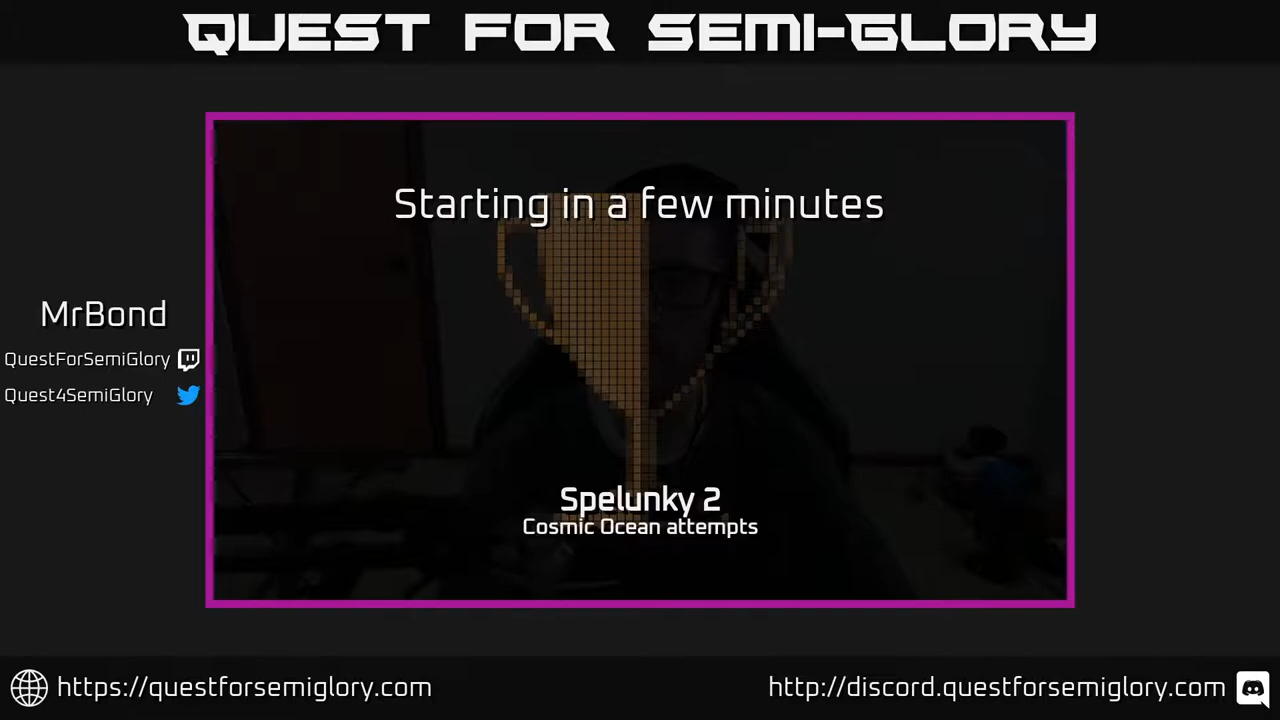 QUEST FOR SEMI-GLORY
Starting in a few minutes
MrBond
QuestForSemiGlory
Quest4SemiGlory
Spelunky 2
Cosmic Ocean attempts
https://questforsemiglory.com
http://discord.questforsemiglory.com